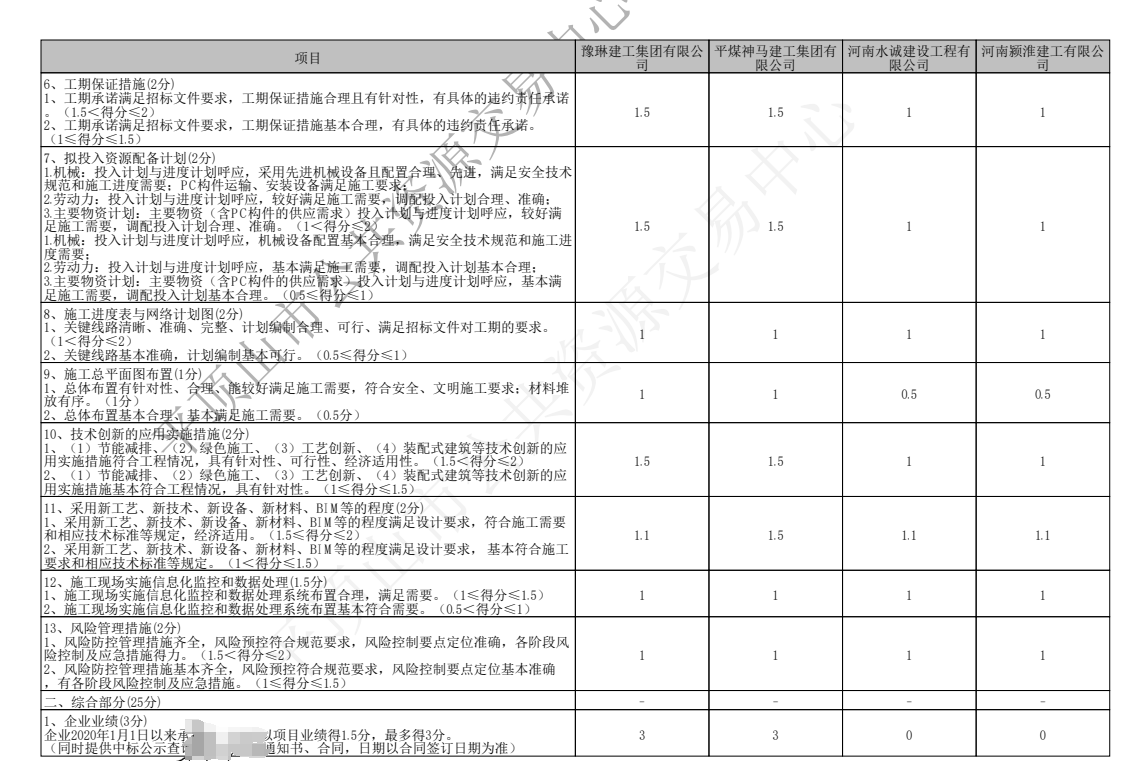 项目 豫琳建工集团有限公司 平煤神马建工集团有限公司 河南水诚建设工程有限公司 河南颍淮建工有限公司
6、工期保证措施(2分)
1、工期承诺满足招标文件要求，工期保证措施合理且有针对性，有具体的违约责任承诺
。（1.5＜得分≤2）
2、工期承诺满足招标文件要求，工期保证措施基本合理，有具体的违约责任承诺。
（1≤得分≤1.5）
1.5 1.5 1 1
7、拟投入资源配备计划(2分)
1.机械：投入计划与进度计划呼应，采用先进机械设备且配置合理、先进，满足安全技术
规范和施工进度需要；PC构件运输、安装设备满足施工要求；
2.劳动力：投入计划与进度计划呼应，较好满足施工需要，调配投入计划合理、准确；
3.主要物资计划：主要物资（含PC构件的供应需求）投入计划与进度计划呼应，较好满
足施工需要，调配投入计划合理、准确。（1＜得分≤2）
1.机械：投入计划与进度计划呼应，机械设备配置基本合理，满足安全技术规范和施工进
度需要；
2.劳动力：投入计划与进度计划呼应，基本满足施工需要，调配投入计划基本合理；
3.主要物资计划：主要物资（含PC构件的供应需求）投入计划与进度计划呼应，基本满
足施工需要，调配投入计划基本合理。（0.5≤得分≤1）
1.5 1.5 1 1
8、施工进度表与网络计划图(2分)
1、关键线路清晰、准确、完整、计划编制合理、可行、满足招标文件对工期的要求。
（1＜得分≤2）
2、关键线路基本准确，计划编制基本可行。（0.5≤得分≤1）
1 1 1 1
9、施工总平面图布置(1分)
1、总体布置有针对性、合理、能较好满足施工需要，符合安全、文明施工要求；材料堆
放有序。（1分）
2、总体布置基本合理、基本满足施工需要。（0.5分）
1 1 0.5 0.5
10、技术创新的应用实施措施(2分)
1、（1）节能减排、（2）绿色施工、（3）工艺创新、（4）装配式建筑等技术创新的应
用实施措施符合工程情况，具有针对性、可行性、经济适用性。（1.5＜得分≤2）
2、（1）节能减排、（2）绿色施工、（3）工艺创新、（4）装配式建筑等技术创新的应
用实施措施基本符合工程情况，具有针对性。（1≤得分≤1.5）
1.5 1.5 1 1
11、采用新工艺、新技术、新设备、新材料、BIM等的程度(2分)
1、采用新工艺、新技术、新设备、新材料、BIM等的程度满足设计要求，符合施工需要
和相应技术标准等规定，经济适用。（1.5≤得分≤2）
2、采用新工艺、新技术、新设备、新材料、BIM等的程度满足设计要求， 基本符合施工
要求和相应技术标准等规定。（1＜得分≤1.5）
1.1 1.5 1.1 1.1
12、施工现场实施信息化监控和数据处理(1.5分)
1、施工现场实施信息化监控和数据处理系统布置合理，满足需要。（1≤得分≤1.5）
2、施工现场实施信息化监控和数据处理系统布置基本符合需要。（0.5＜得分≤1）
1 1 1 1
13、风险管理措施(2分)
1、风险防控管理措施齐全，风险预控符合规范要求，风险控制要点定位准确，各阶段风
险控制及应急措施得力。（1.5＜得分≤2）
2、风险防控管理措施基本齐全，风险预控符合规范要求，风险控制要点定位基本准确
，有各阶段风险控制及应急措施。（1≤得分≤1.5）
1 1 1 1
二、综合部分(25分) - - - -
1、企业业绩(3分)
企业2020年1月1日以来承 以项目业绩得1.5分，最多得3分。
（同时提供中标公示查 通知书、合同，日期以合同签订日期为准）
3 3 0 0
平顶山市公共资源交易中心
平顶山市公共资源交易中心